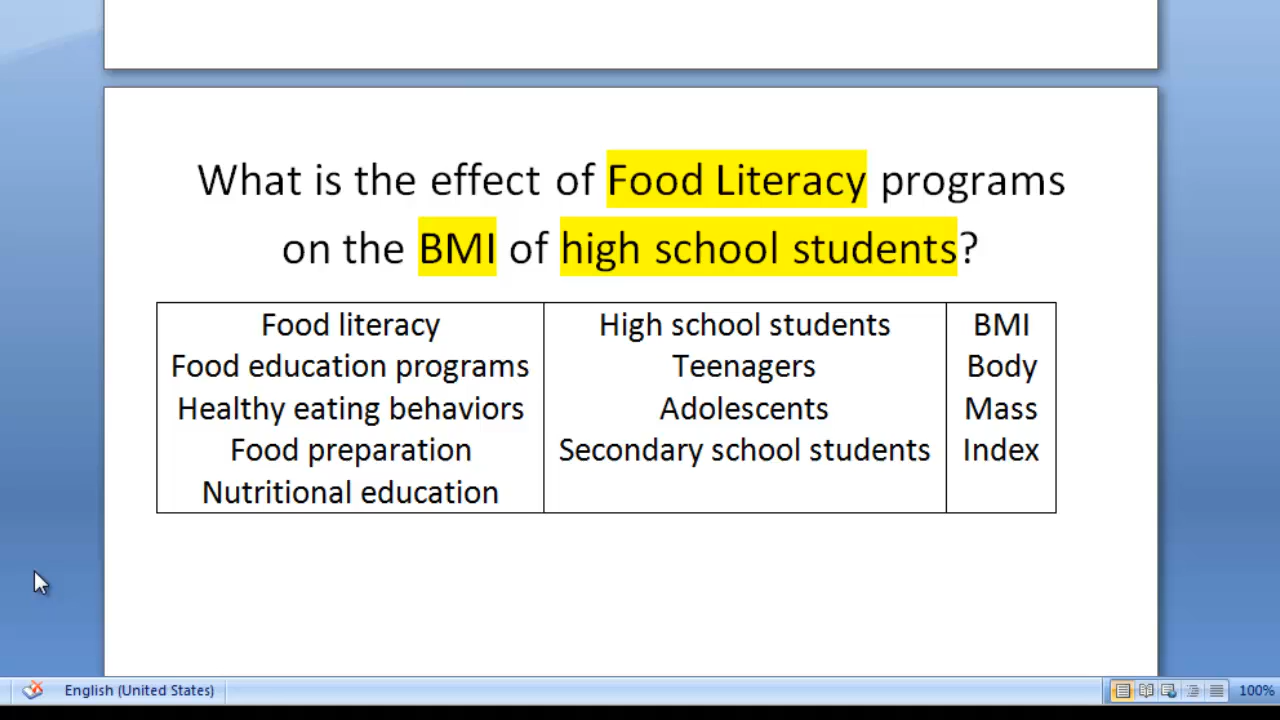 What is the effect of Food Literacy programs
on the BMI of high school students?
Food literacy
Food education programs
Healthy eating behaviors
Food preparation
Nutritional education
High school students
Teenagers
Adolescents
Secondary school students
BMI
Body
Mass
Index
English (United States)
100%